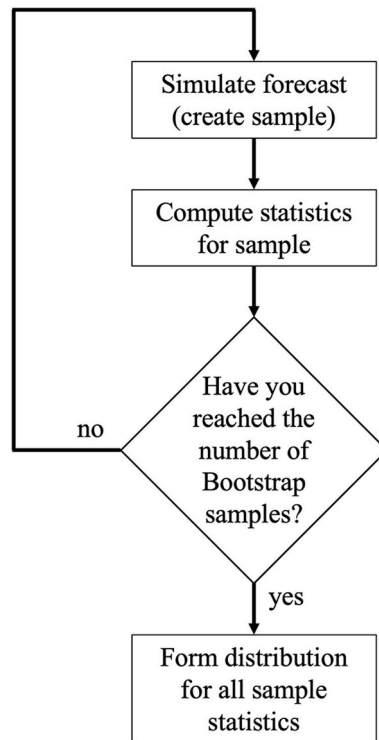 Simulate forecast
(create sample)
Compute statistics
for sample
Have you
reached the
number of
Bootstrap
samples?
no
yes
Form distribution
for all sample
statistics